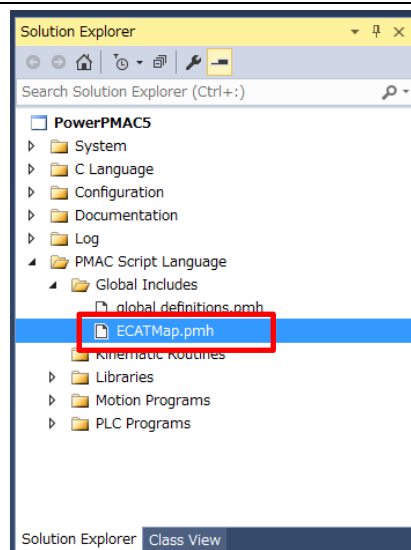 Solution Explorer
Search Solution Explorer (Ctrl+:)
PowerPMAC5
System
C Language
Configuration
Documentation
Log
PMAC Script Language
Global Includes
global definitions.pmh
ECATMap.pmh
Kinematic Routines
Libraries
Motion Programs
PLC Programs
Solution Explorer Class View